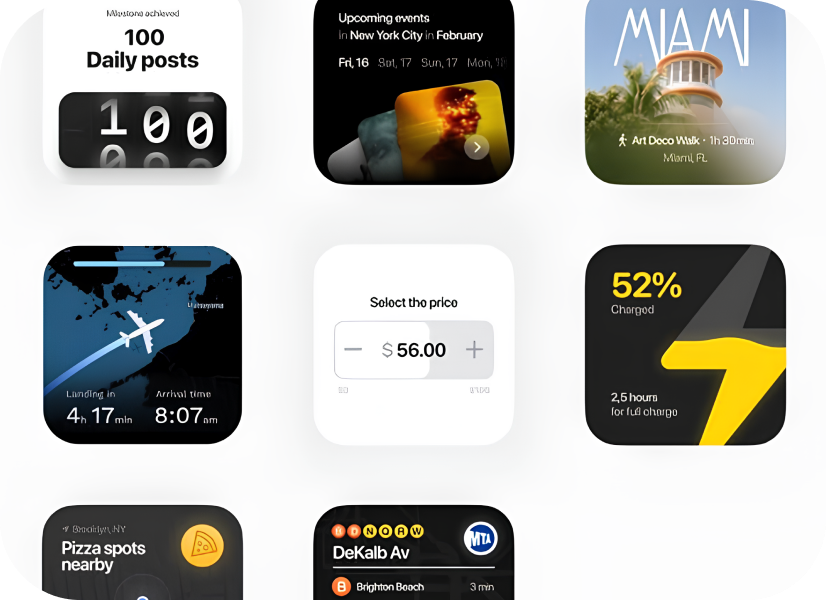 Milestone achieved
100
Daily posts
100
Upcoming events
in New York City in February
Fri, 16 Sat, 17 Sun, 17 Mon,
MIAMI
Art Deco Walk · 1h 30min
Miami, FL
Landing in
4h 17min
Arrival time
8:07am
Select the price
$56.00
52%
Charged
2,5 hours
for full charge
Brooklyn, NY
Pizza spots
nearby
B D N Q R W
MTA
DeKalb Av
B Brighton Beach 3 min